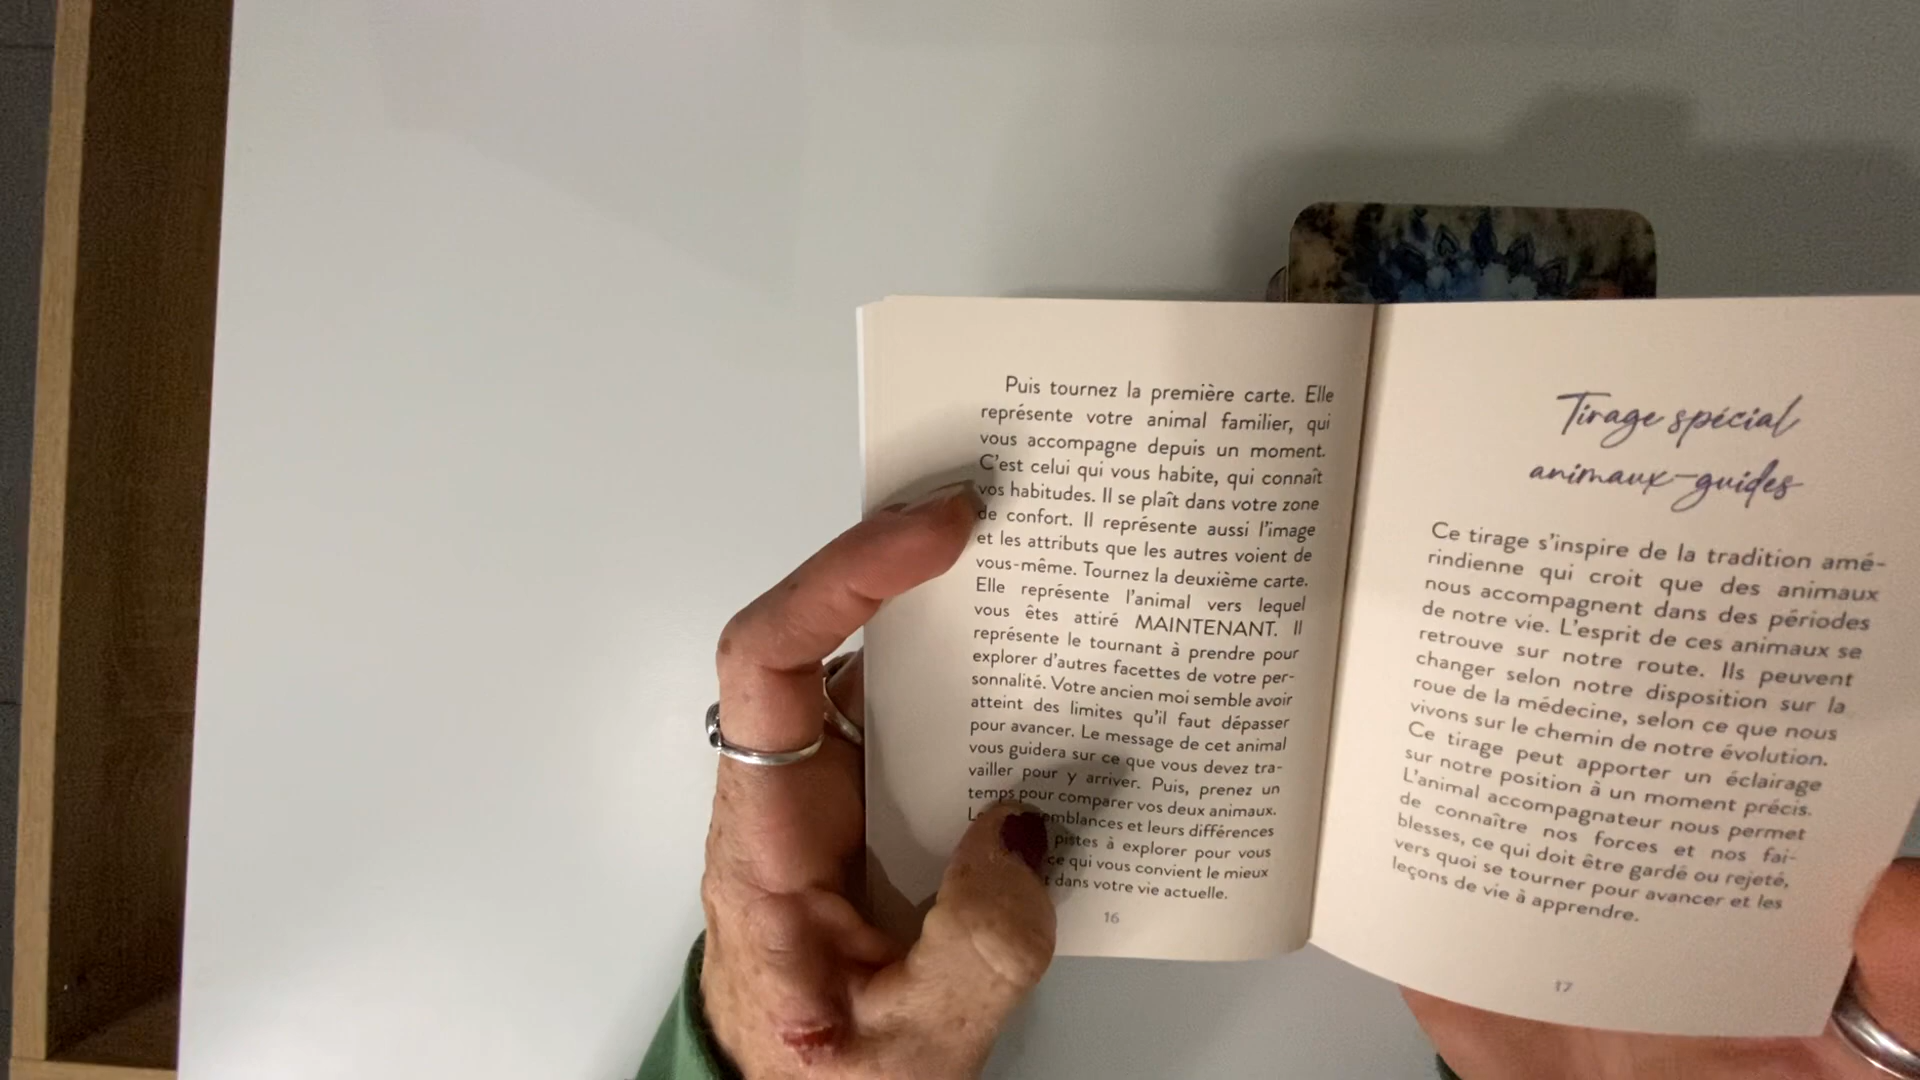 Puis tournez la première carte. Elle
représente votre animal familier, qui
vous accompagne depuis un moment.
C'est celui qui vous habite, qui connaît
vos habitudes. Il se plaît dans votre zone
de confort. Il représente aussi l'image
et les attributs que les autres voient de
vous-même. Tournez la deuxième carte.
Elle représente l'animal vers lequel
vous êtes attiré MAINTENANT. Il
représente le tournant à prendre pour
explorer d'autres facettes de votre per-
sonnalité. Votre ancien moi semble avoir
atteint des limites qu'il faut dépasser
pour avancer. Le message de cet animal
vous guidera sur ce que vous devez tra-
vailler pour y arriver. Puis, prenez un
temps pour comparer vos deux animaux.
et leurs différences
pistes à explorer pour vous
ce qui vous convient le mieux
dans votre vie actuelle.
16
Tirage spécial
animaux-guides
Ce tirage s'inspire de la tradition amé-
rindienne qui croit que des animaux
nous accompagnent dans des périodes
de notre vie. L'esprit de ces animaux se
retrouve sur notre route. Ils peuvent
changer selon notre disposition sur la
roue de la médecine, selon ce que nous
vivons sur le chemin de notre évolution.
Ce tirage peut apporter un éclairage
sur notre position à un moment précis.
L'animal accompagnateur nous permet
de connaître nos forces et nos fai-
blesses, ce qui doit être gardé ou rejeté,
vers quoi se tourner pour avancer et les
leçons de vie à apprendre.
17